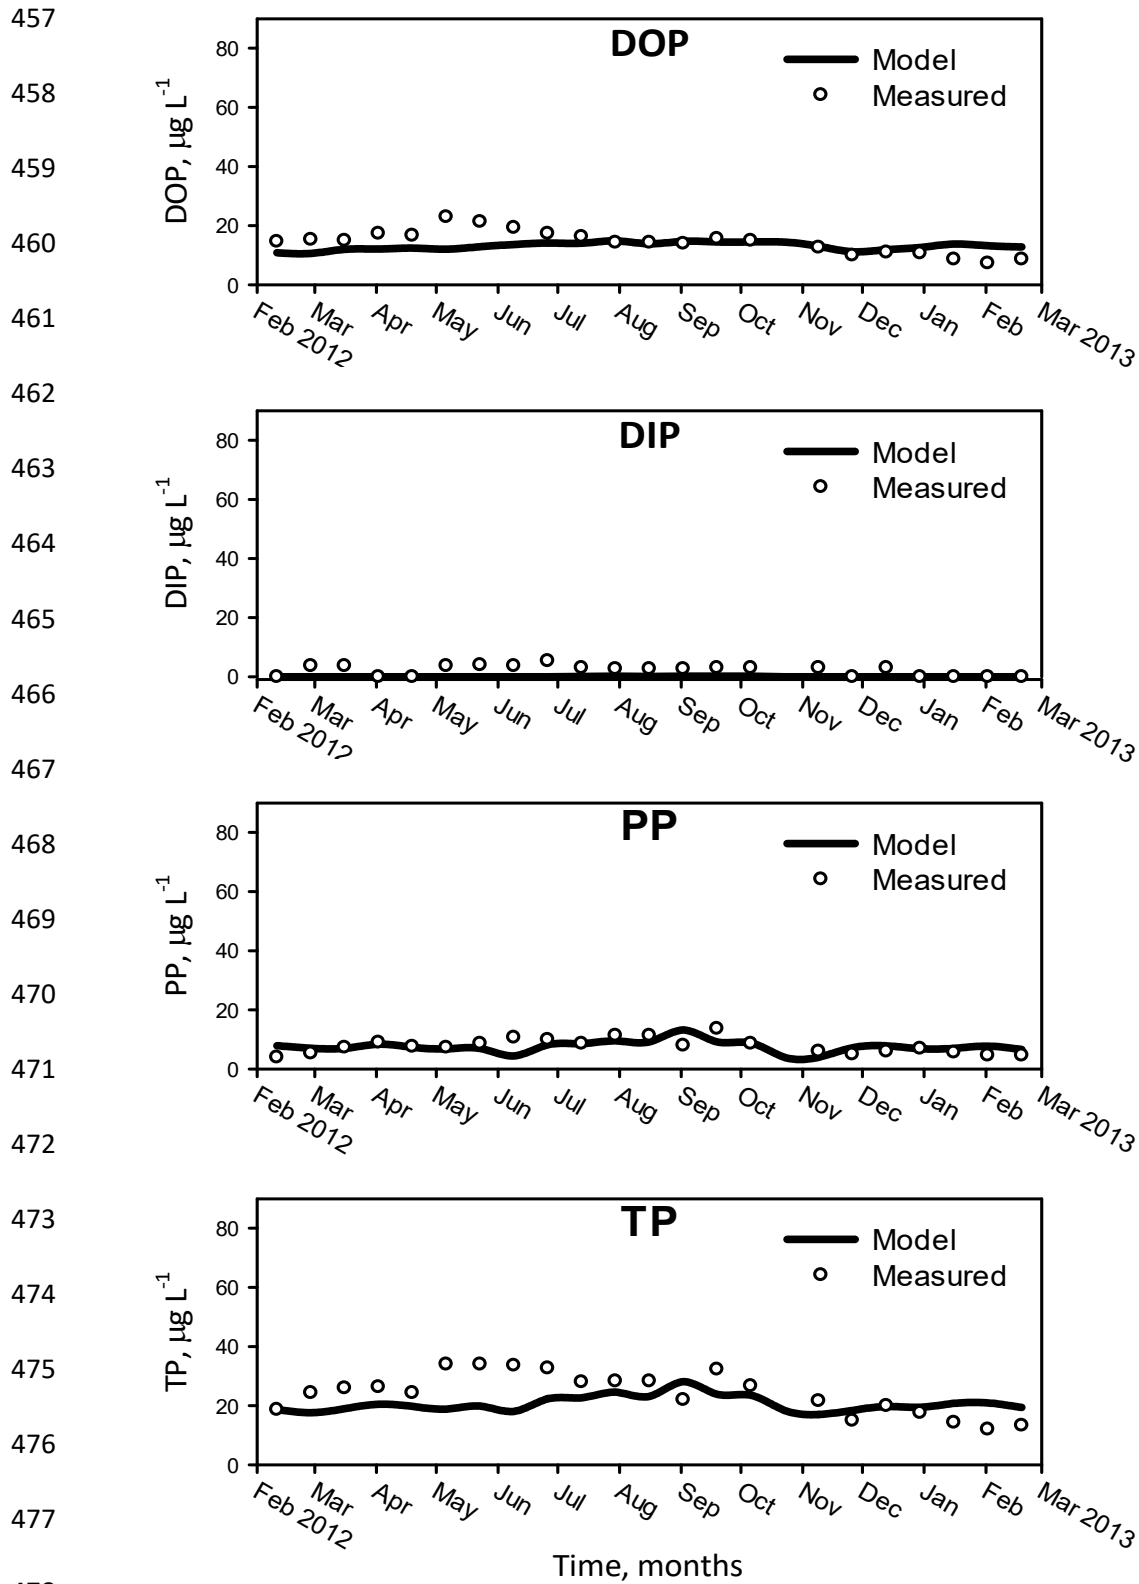 457
DOP
80
Model
458
Measured
60
DOP, µg L-1
459
40
20
460
0
Feb 2012 Mar Apr May Jun Jul Aug Sep Oct Nov Dec Jan Feb Mar 2013
461
462
DIP
80
Model
463
Measured
60
DIP, µg L-1
464
40
465
20
0
466
Feb 2012 Mar Apr May Jun Jul Aug Sep Oct Nov Dec Jan Feb Mar 2013
467
PP
80
Model
468
Measured
60
PP, µg L-1
469
40
470
20
471
0
Feb 2012 Mar Apr May Jun Jul Aug Sep Oct Nov Dec Jan Feb Mar 2013
472
473
TP
80
Model
474
Measured
60
TP, µg L-1
475
40
20
476
0
Feb 2012 Mar Apr May Jun Jul Aug Sep Oct Nov Dec Jan Feb Mar 2013
477
Time, months